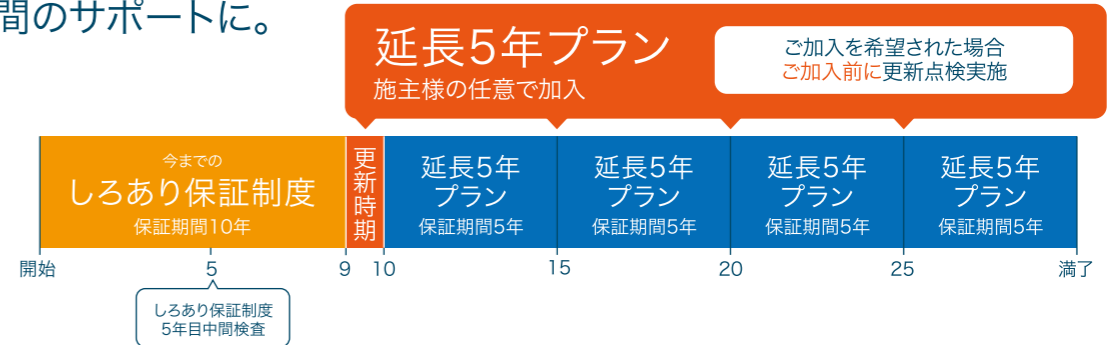 間のサポートに。
延長5年プラン
施主様の任意で加入
ご加入を希望された場合
ご加入前に更新点検実施
今までの
しろあり保証制度
保証期間10年
更新時期
延長5年
プラン
保証期間5年
延長5年
プラン
保証期間5年
延長5年
プラン
保証期間5年
延長5年
プラン
保証期間5年
開始 5 9 10 15 20 25 満了
しろあり保証制度
5年目中間検査